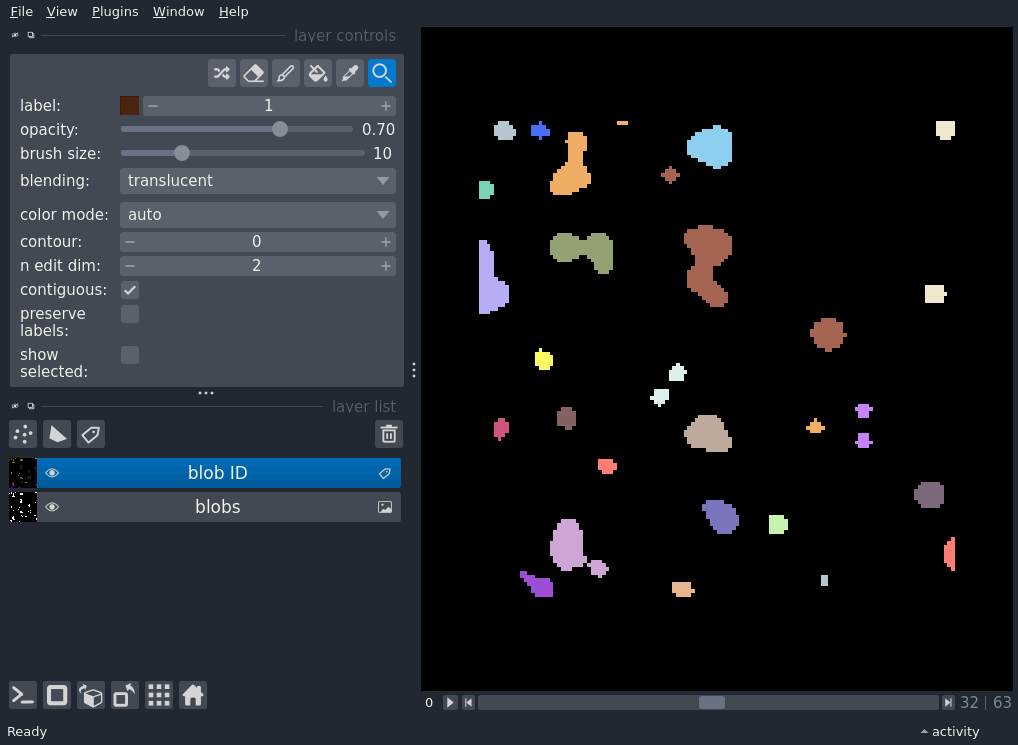 File View Plugins Window Help
layer controls
label: 1
opacity: 0.70
brush size: 10
blending: translucent
color mode: auto
contour: 0
n edit dim: 2
contiguous:
preserve
labels:
show
selected:
layer list
blob ID
blobs
0 32 | 63
Ready activity